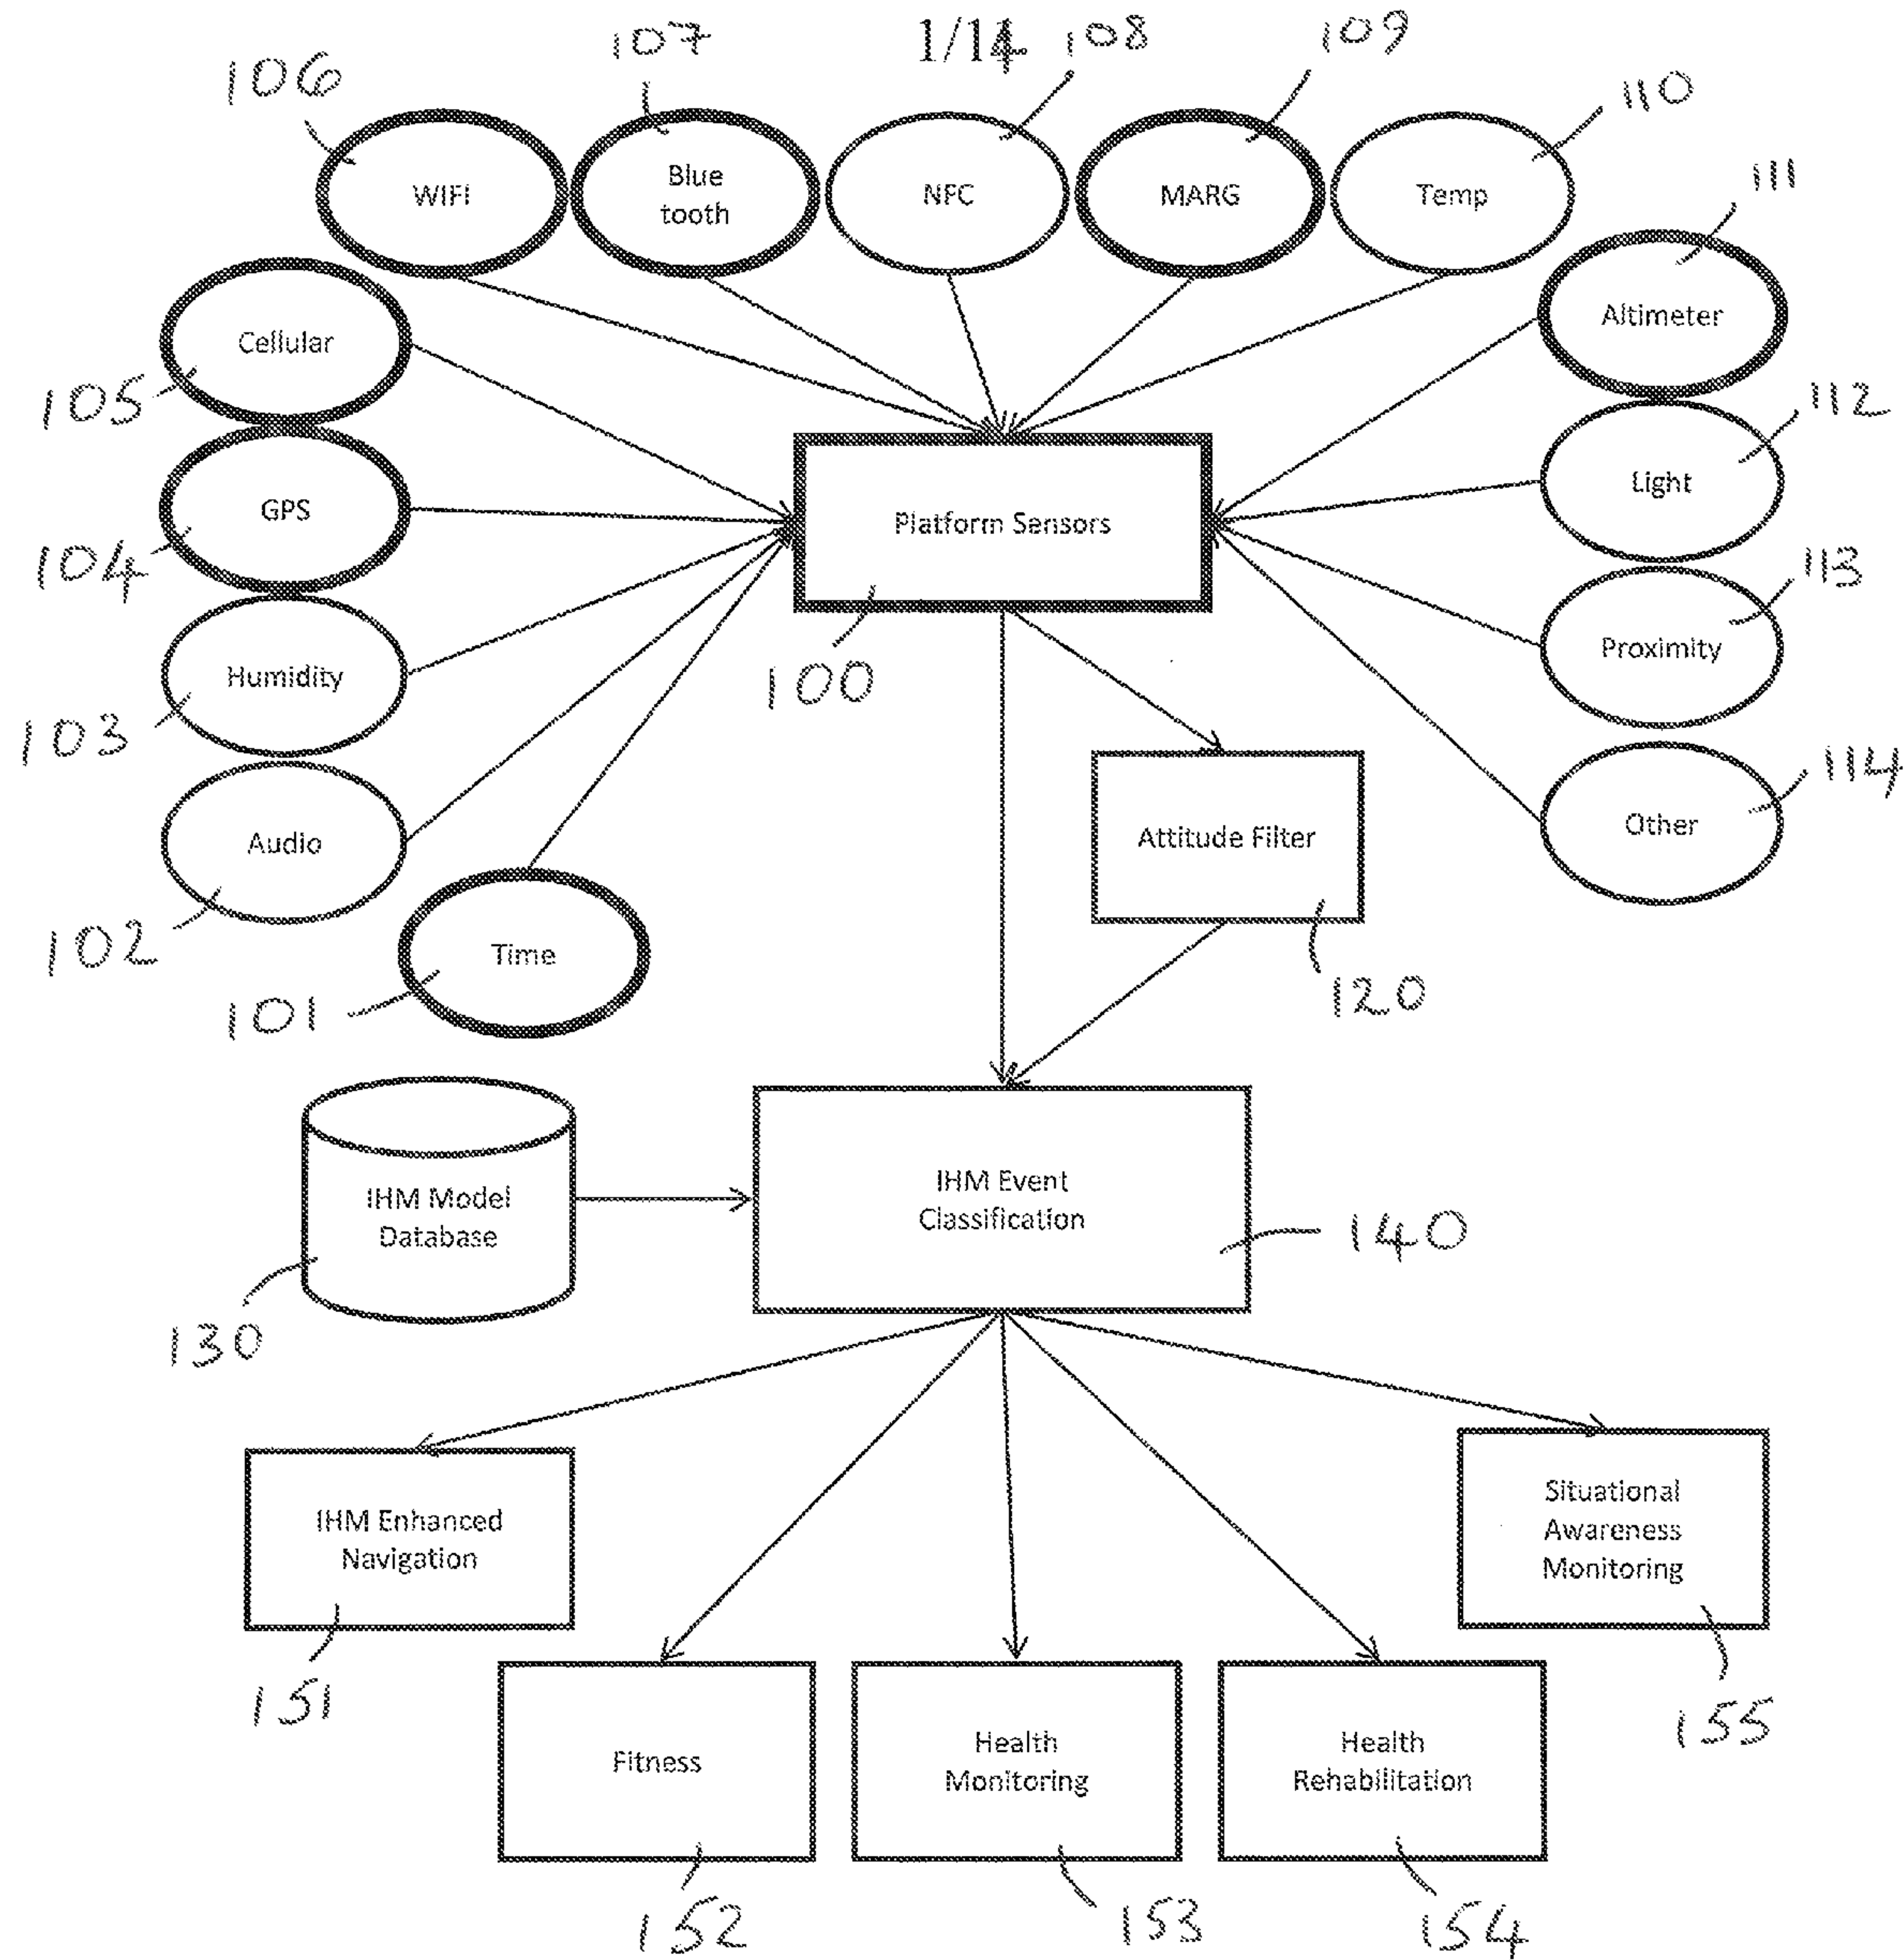 1/14
106
107
108
109
110
WIFI
Blue
tooth
NFC
MARG
Temp
111
Altimeter
Cellular
105
112
Light
GPS
104
Platform Sensors
100
113
Proximity
Humidity
103
114
Other
Audio
102
Attitude Filter
120
Time
101
IHM Model
Database
130
IHM Event
Classification
140
IHM Enhanced
Navigation
151
Situational
Awareness
Monitoring
155
Fitness
152
Health
Monitoring
153
Health
Rehabilitation
154